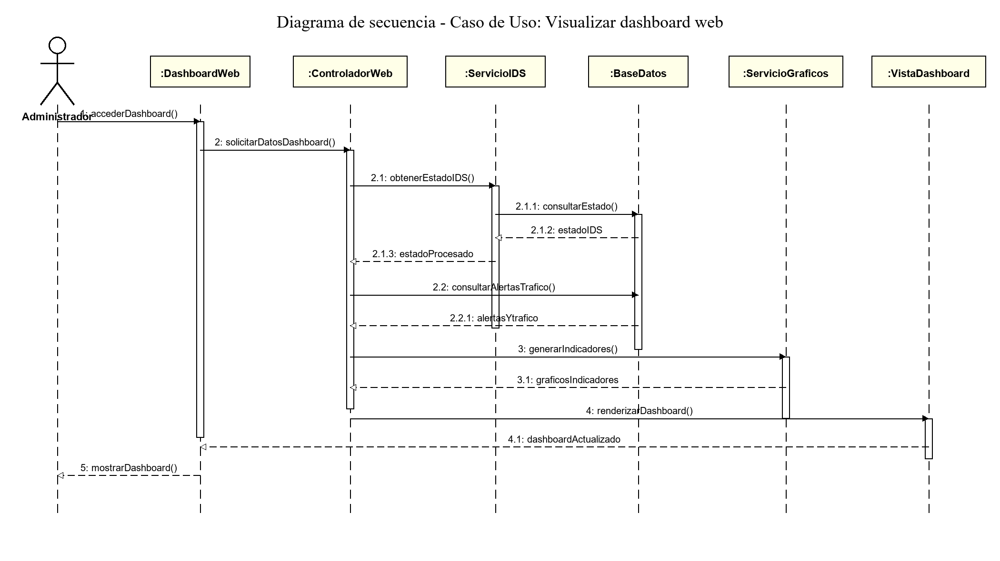 Diagrama de secuencia - Caso de Uso: Visualizar dashboard web
:DashboardWeb
:ControladorWeb
:ServicioIDS
:BaseDatos
:ServicioGraficos
:VistaDashboard
Administrador
1: accederDashboard()
2: solicitarDatosDashboard()
2.1: obtenerEstadoIDS()
2.1.1: consultarEstado()
2.1.2: estadoIDS
2.1.3: estadoProcesado
2.2: consultarAlertasTrafico()
2.2.1: alertasYtrafico
3: generarIndicadores()
3.1: graficosIndicadores
4: renderizarDashboard()
4.1: dashboardActualizado
5: mostrarDashboard()